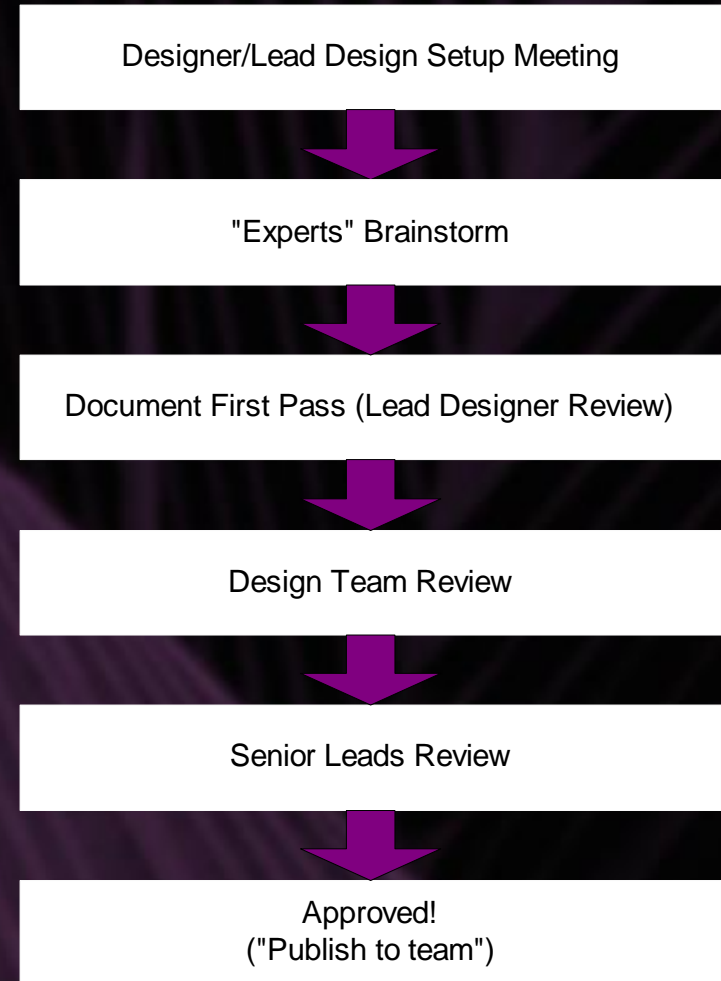 Designer/Lead Design Setup Meeting
"Experts" Brainstorm
Document First Pass (Lead Designer Review)
Design Team Review
Senior Leads Review
Approved!
("Publish to team")